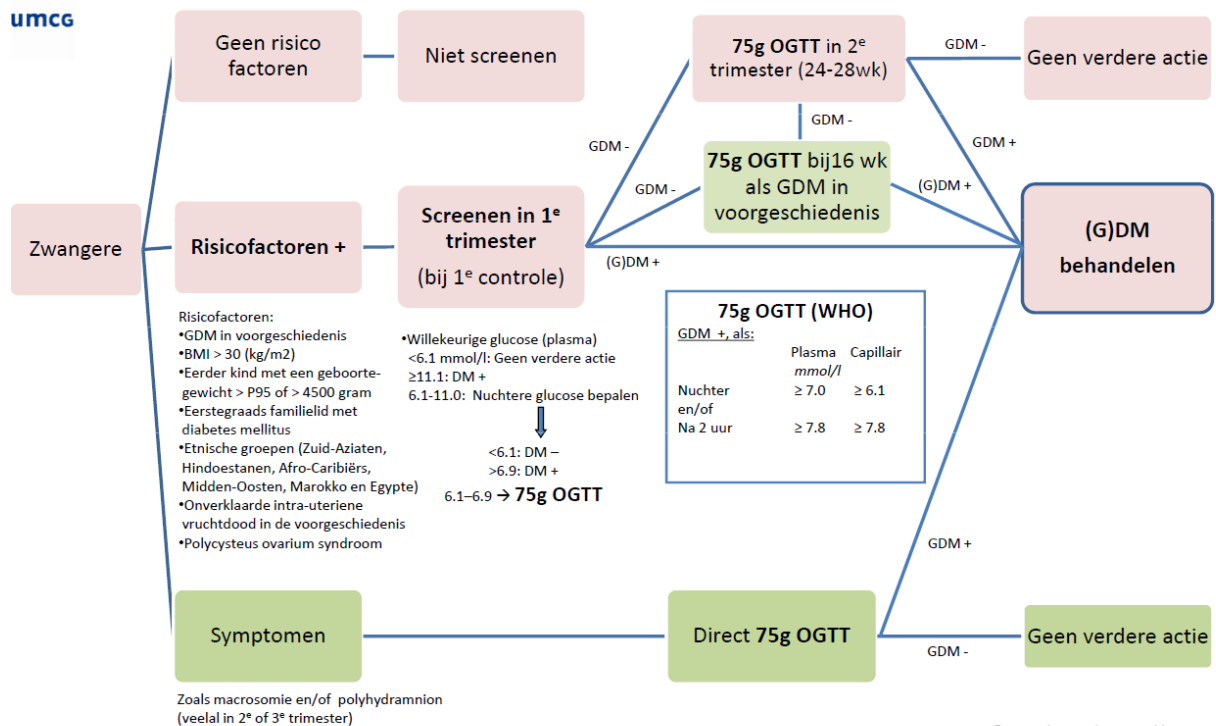 umcg
Geen risico
factoren
Niet screenen
75g OGTT in 2e
trimester (24-28wk)
GDM -
Geen verdere actie
GDM -
GDM -
GDM +
75g OGTT bij16 wk
als GDM in
voorgeschiedenis
GDM -
(G)DM +
Zwangere
Risicofactoren +
Screenen in 1e
trimester
(bij 1e controle)
(G)DM +
(G)DM
behandelen
Risicofactoren:
•GDM in voorgeschiedenis
•BMI > 30 (kg/m2)
•Eerder kind met een geboorte-
gewicht > P95 of > 4500 gram
•Eerstegraads familielid met
diabetes mellitus
•Etnische groepen (Zuid-Aziaten,
Hindoestanen, Afro-Caribiërs,
Midden-Oosten, Marokko en Egypte)
•Onverklaarde intra-uteriene
vruchtdood in de voorgeschiedenis
•Polycysteus ovarium syndroom
•Willekeurige glucose (plasma)
<6.1 mmol/l: Geen verdere actie
≥11.1: DM +
6.1-11.0: Nuchtere glucose bepalen
<6.1: DM –
>6.9: DM +
6.1–6.9 → 75g OGTT
75g OGTT (WHO)
GDM +, als:
Plasma Capillair
mmol/l
Nuchter ≥ 7.0 ≥ 6.1
en/of
Na 2 uur ≥ 7.8 ≥ 7.8
GDM +
Symptomen
Direct 75g OGTT
GDM -
Geen verdere actie
Zoals macrosomie en/of polyhydramnion
(veelal in 2e of 3e trimester)